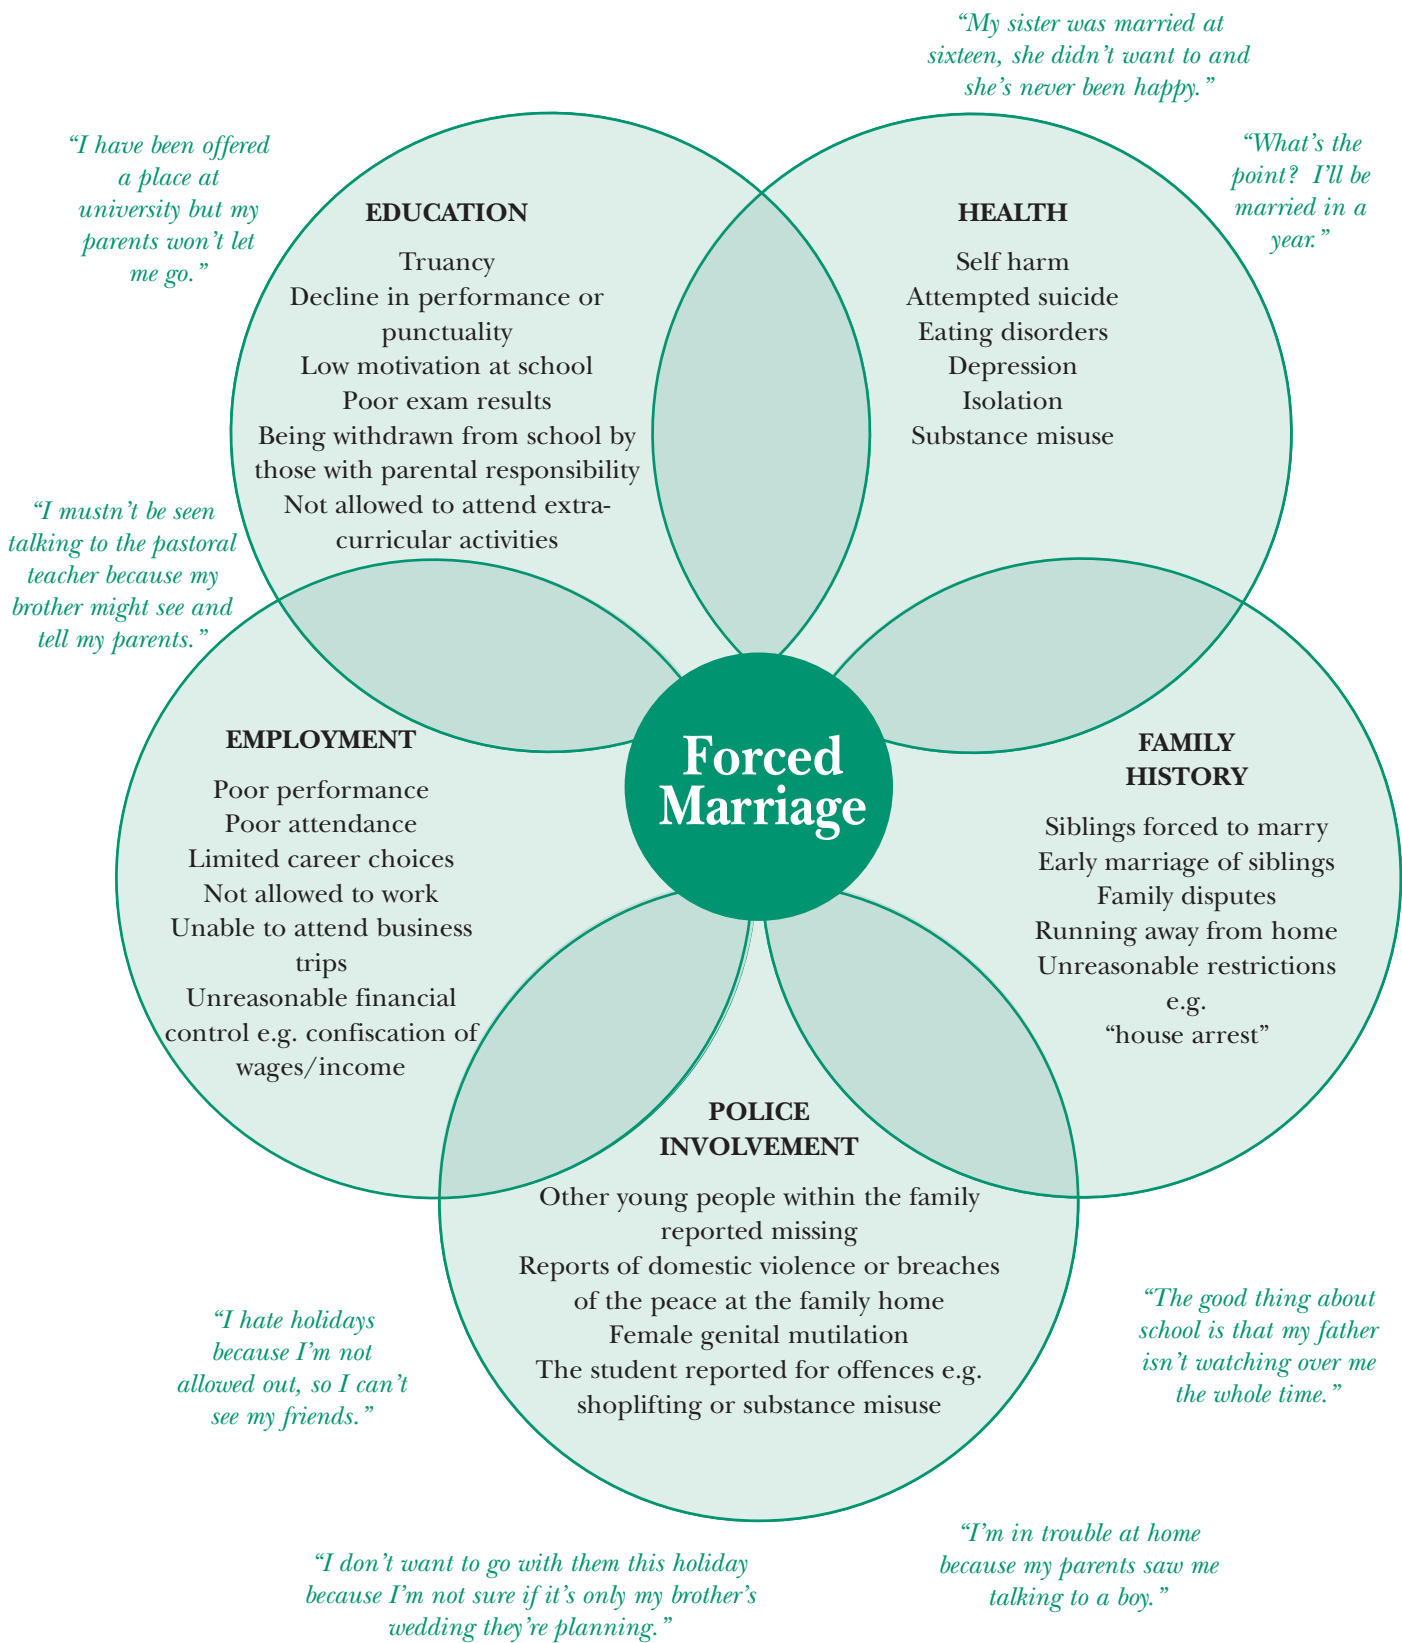 “My sister was married at
sixteen, she didn’t want to and
she’s never been happy.”
“I have been offered
a place at
university but my
parents won’t let
me go.”
“What’s the
point?  I’ll be
married in a
year.”
EDUCATION
Truancy
Decline in performance or
punctuality
Low motivation at school
Poor exam results
Being withdrawn from school by
those with parental responsibility
Not allowed to attend extra-
curricular activities
HEALTH
Self harm
Attempted suicide
Eating disorders
Depression
Isolation
Substance misuse
“I mustn’t be seen
talking to the pastoral
teacher because my
brother might see and
tell my parents.”
EMPLOYMENT
Poor performance
Poor attendance
Limited career choices
Not allowed to work
Unable to attend business
trips
Unreasonable financial
control e.g. confiscation of
wages/income
Forced
Marriage
FAMILY
HISTORY
Siblings forced to marry
Early marriage of siblings
Family disputes
Running away from home
Unreasonable restrictions
e.g.
“house arrest”
POLICE
INVOLVEMENT
Other young people within the family
reported missing
Reports of domestic violence or breaches
of the peace at the family home
Female genital mutilation
The student reported for offences e.g.
shoplifting or substance misuse
“I hate holidays
because I’m not
allowed out, so I can’t
see my friends.”
“The good thing about
school is that my father
isn’t watching over me
the whole time.”
“I don’t want to go with them this holiday
because I’m not sure if it’s only my brother’s
wedding they’re planning.”
“I’m in trouble at home
because my parents saw me
talking to a boy.”